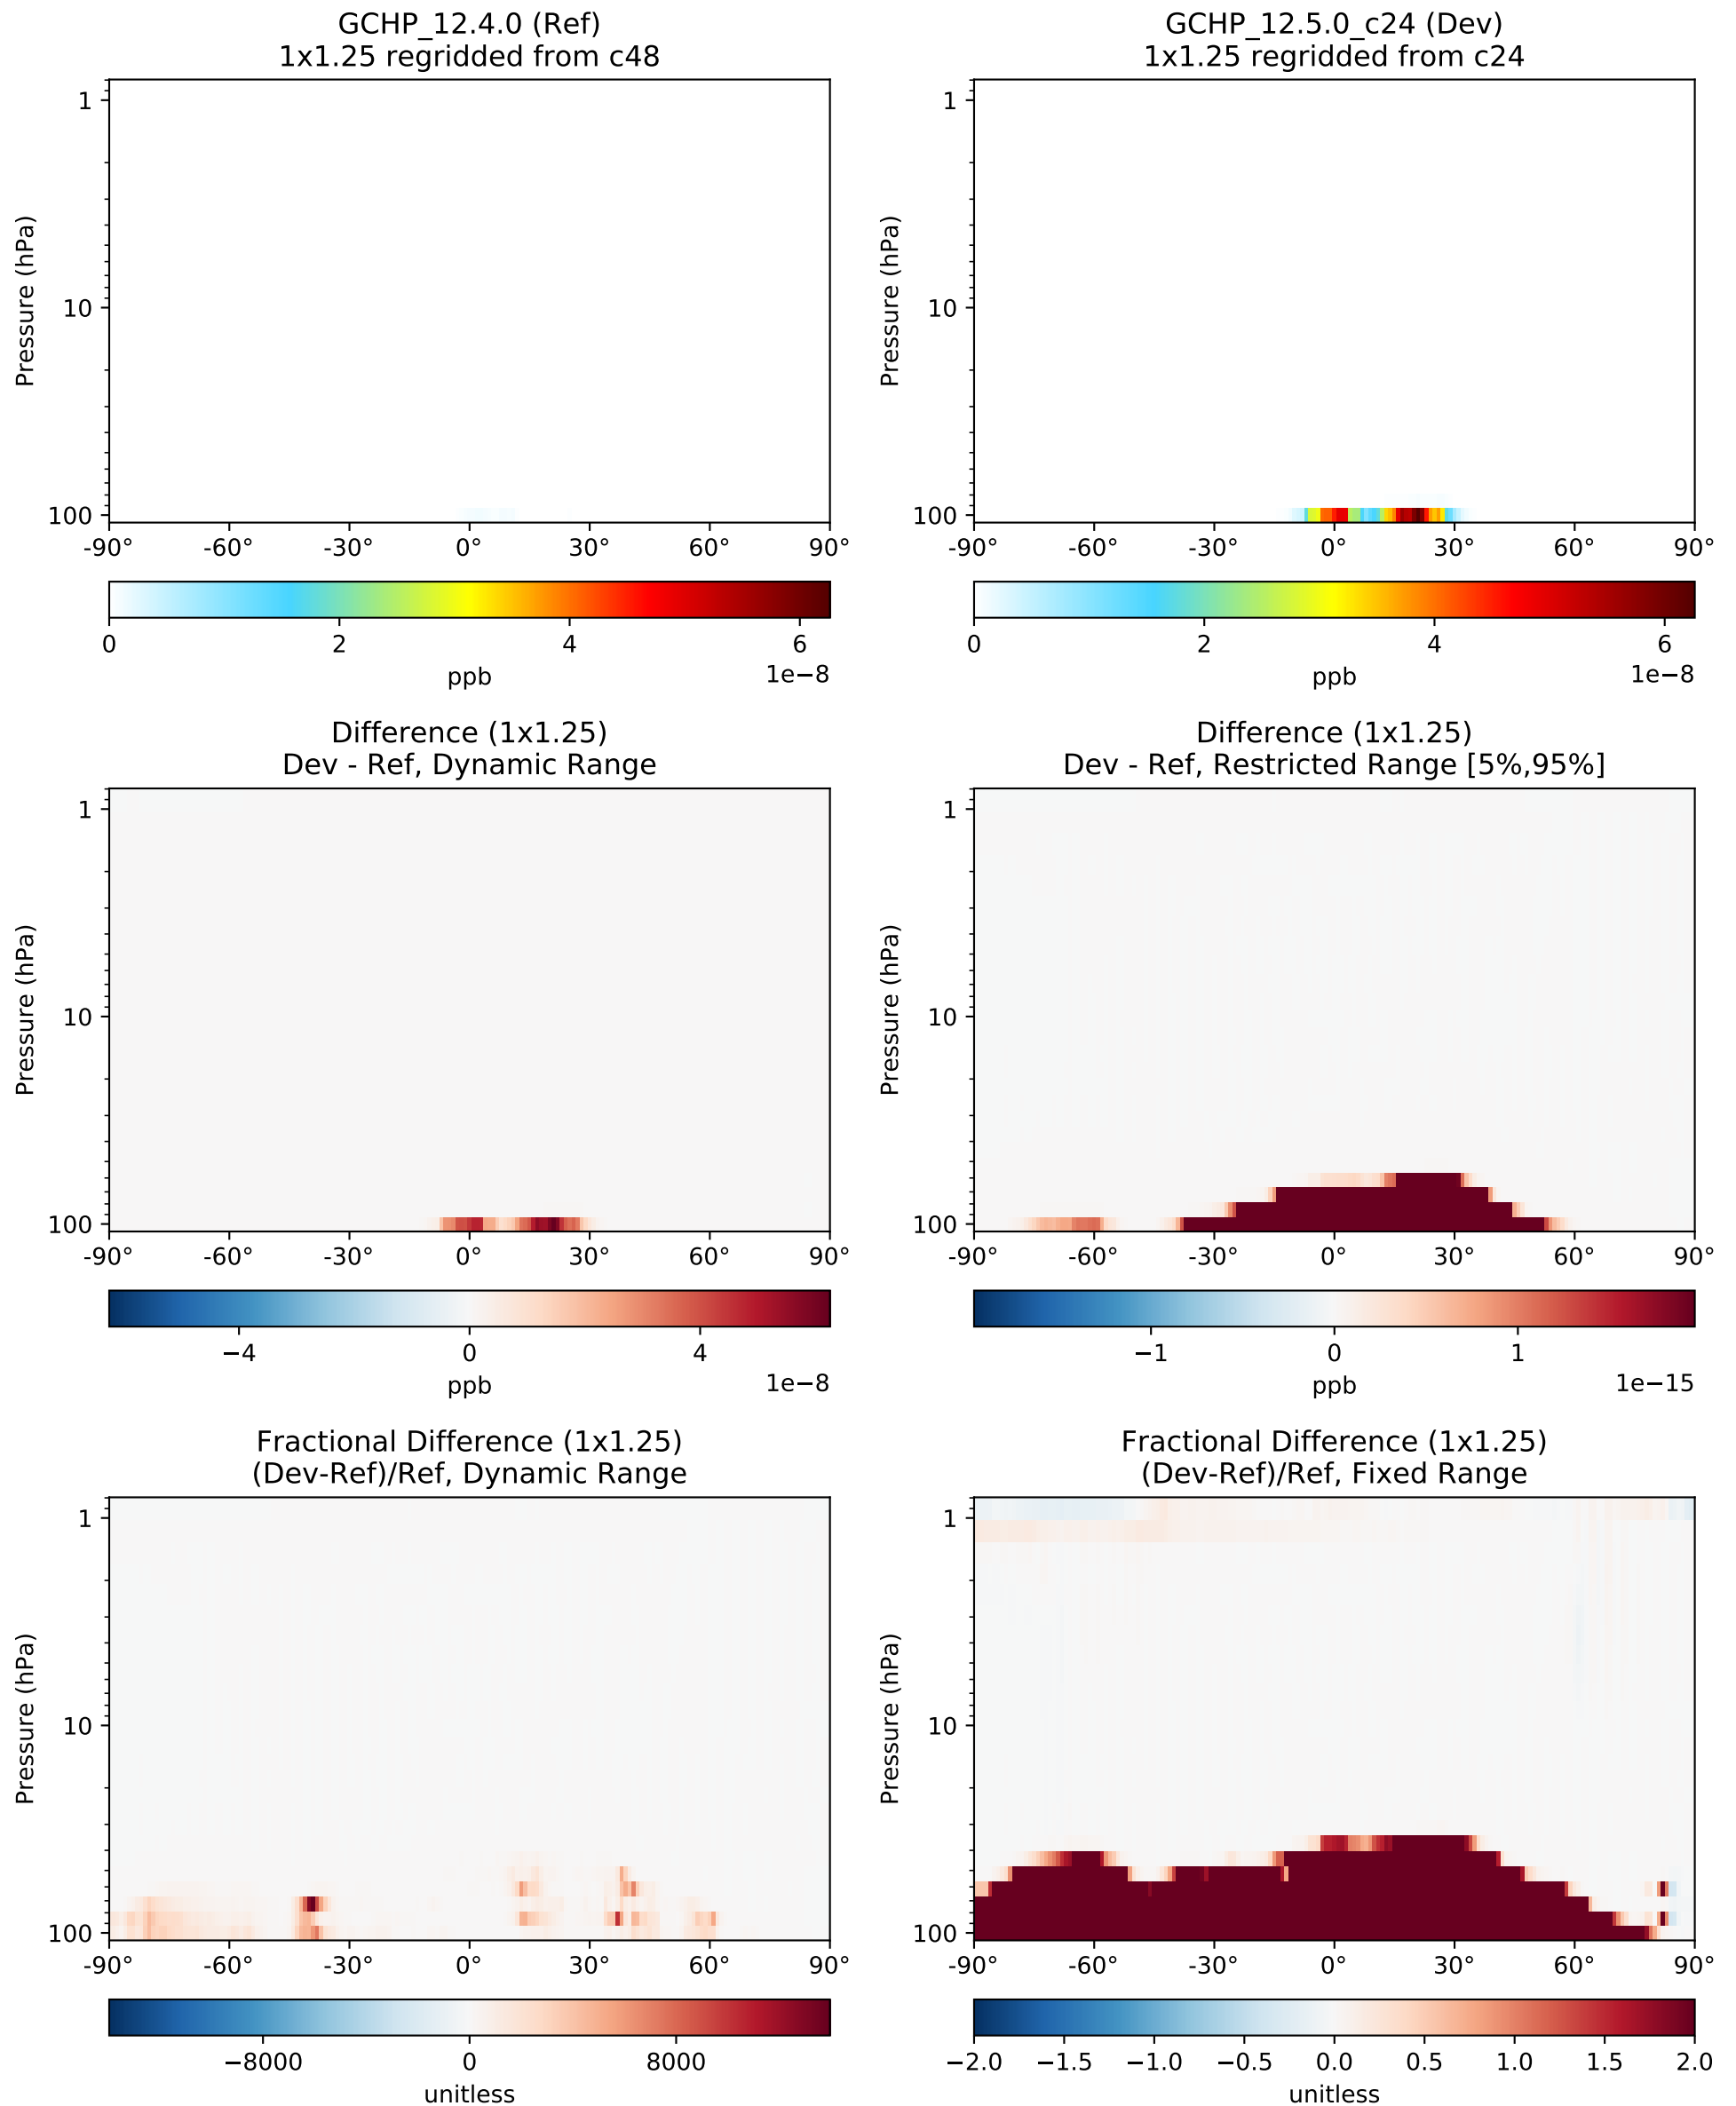 GCHP_12.4.0 (Ref)
1x1.25 regridded from c48
Pressure (hPa)
1
10
100
-90° -60° -30° 0° 30° 60° 90°
0 2 4 6
1e−8
ppb
GCHP_12.5.0_c24 (Dev)
1x1.25 regridded from c24
Pressure (hPa)
1
10
100
-90° -60° -30° 0° 30° 60° 90°
0 2 4 6
1e−8
ppb
Difference (1x1.25)
Dev - Ref, Dynamic Range
Pressure (hPa)
1
10
100
-90° -60° -30° 0° 30° 60° 90°
−4 0 4
1e−8
ppb
Difference (1x1.25)
Dev - Ref, Restricted Range [5%,95%]
Pressure (hPa)
1
10
100
-90° -60° -30° 0° 30° 60° 90°
−1 0 1
1e−15
ppb
Fractional Difference (1x1.25)
(Dev-Ref)/Ref, Dynamic Range
Pressure (hPa)
1
10
100
-90° -60° -30° 0° 30° 60° 90°
−8000 0 8000
unitless
Fractional Difference (1x1.25)
(Dev-Ref)/Ref, Fixed Range
Pressure (hPa)
1
10
100
-90° -60° -30° 0° 30° 60° 90°
−2.0 −1.5 −1.0 −0.5 0.0 0.5 1.0 1.5 2.0
unitless